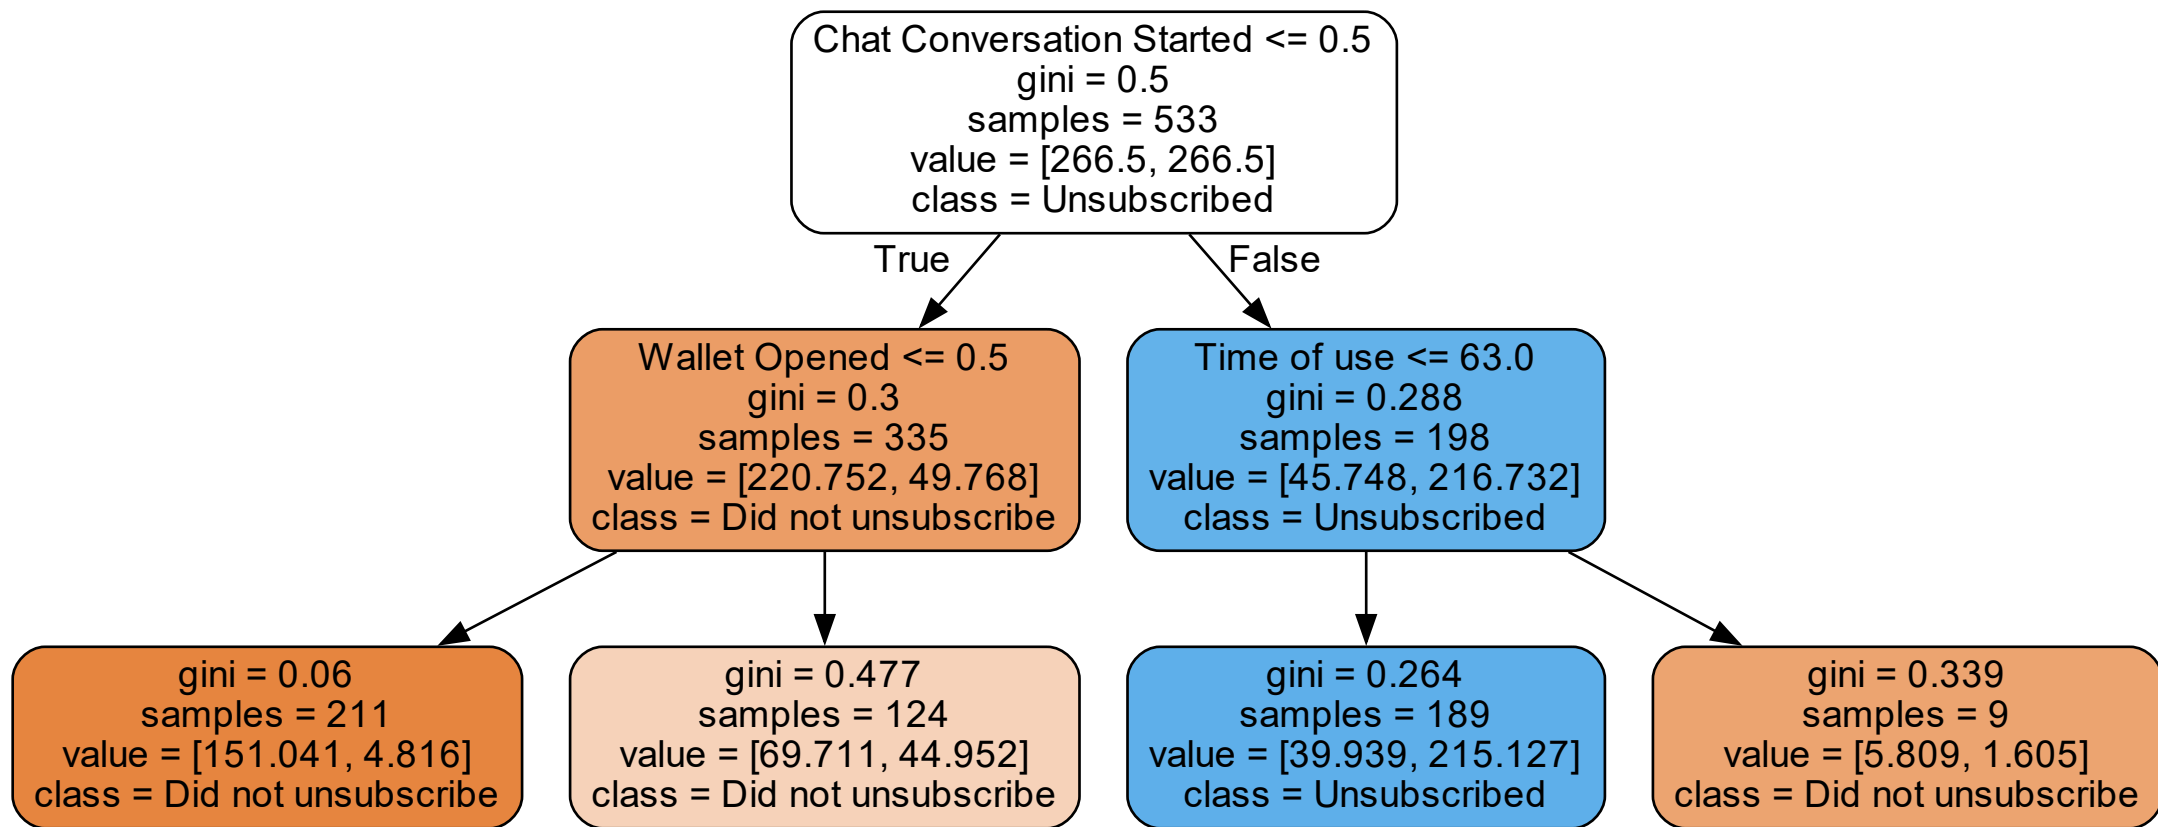 Chat Conversation Started <= 0.5
gini = 0.5
samples = 533
value = [266.5, 266.5]
class = Unsubscribed
True
False
Wallet Opened <= 0.5
gini = 0.3
samples = 335
value = [220.752, 49.768]
class = Did not unsubscribe
Time of use <= 63.0
gini = 0.288
samples = 198
value = [45.748, 216.732]
class = Unsubscribed
gini = 0.06
samples = 211
value = [151.041, 4.816]
class = Did not unsubscribe
gini = 0.477
samples = 124
value = [69.711, 44.952]
class = Did not unsubscribe
gini = 0.264
samples = 189
value = [39.939, 215.127]
class = Unsubscribed
gini = 0.339
samples = 9
value = [5.809, 1.605]
class = Did not unsubscribe